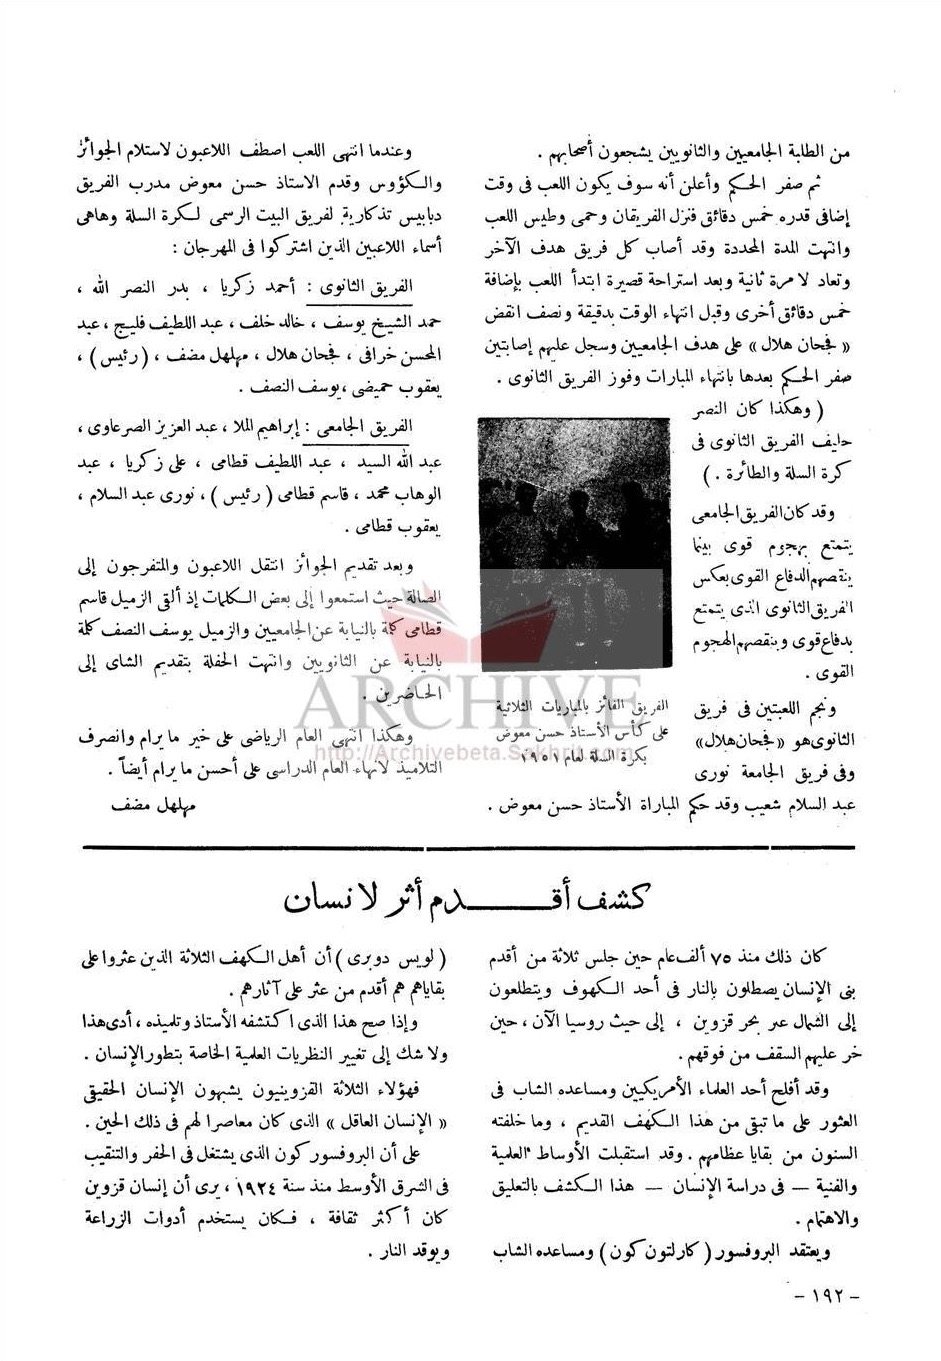 من الطلبة الجامعيين والثانويين يشجعون أصحابهم .
ثم صفر الحكم وأعلن أنه سوف يكون اللعب فى وقت
إضافى قدره خمس دقائق فنزل الفريقان وحمى وطيس اللعب
وانتهت المدة المحددة وقد أصاب كل فريق هدف الآخر
وتعاد لا مرة ثانية وبعد استراحة قصيرة ابتدأ اللعب بإضافة
خمس دقائق أخرى وقبل انتهاء الوقت بدقيقة ونصف انقض
« فجحان هلال » على هدف الجامعيين وسجل عليهم إصابتين
صفر الحكم بعدها بانتهاء المبارات وفوز الفريق الثانوى .
( وهكذا كان النصر
حليف الفريق الثانوى فى
كرة السلة والطائرة . )
وقد كان الفريق الجامعى
يتمتع بهجوم قوى بينما
ينقصهم الدفاع القوى بعكس
الفريق الثانوى الذى يتمتع
بدفاع قوى وينقصهم الهجوم
القوى .
ونجم اللعبتين فى فريق
الثانوى هو « فجحان هلال »
وفى فريق الجامعة نورى
عبد السلام شعيب وقد حكم المباراة الأستاذ حسن معوض .
الفريق الفائز بالمباريات الثلاثية
على كأس الأستاذ حسن معوض
بكرة السلة لعام ١٩٥١
وعندما انتهى اللعب اصطف اللاعبون لاستلام الجوائز
والكؤوس وقدم الاستاذ حسن معوض مدرب الفريق
دبابيس تذكارية لفريق البيت الرسمى لكرة السلة وهاهى
أسماء اللاعبين الذين اشتركوا فى المهرجان :
الفريق الثانوى : أحمد زكريا ، بدر النصر الله ،
حمد الشيخ يوسف ، خالد خلف ، عبد اللطيف فليج ، عبد
المحسن خرافى ، فجحان هلال ، مهلهل مضف ، ( رئيس ) ،
يعقوب حميضى ، يوسف النصف .
الفريق الجامعى : إبراهيم الملا ، عبد العزيز الصرعاوى ،
عبد الله السيد ، عبد اللطيف قطامى ، على زكريا ، عبد
الوهاب محمد ، قاسم قطامى ( رئيس ) ، نورى عبد السلام ،
يعقوب قطامى .
وبعد تقديم الجوائز انتقل اللاعبون والمتفرجون إلى
الصالة حيث استمعوا إلى بعض الكلمات إذ ألقى الزميل قاسم
قطامى كلمة بالنيابة عن الجامعيين والزميل يوسف النصف كلمة
بالنيابة عن الثانويين وانتهت الحفلة بتقديم الشاى إلى
الحاضرين .
وهكذا انتهى العام الرياضى على خير ما يرام وانصرف
التلاميذ لانهاء العام الدراسى على أحسن ما يرام أيضاً .
مهلهل مضف
ARCHIVE
http://Archivebeta.Sakhrit.com
كشف أقدم أثر لانسان
كان ذلك منذ ٧٥ ألف عام حين جلس ثلاثة من أقدم
بنى الإنسان يصطلون بالنار فى أحد الكهوف ويتطلعون
إلى الشمال عبر بحر قزوين ، إلى حيث روسيا الآن ، حين
خر عليهم السقف من فوقهم .
وقد أفلح أحد العلماء الأمريكيين ومساعده الشاب فى
العثور على ما تبقى من هذا الكهف القديم ، وما خلفته
السنون من بقايا عظامهم . وقد استقبلت الأوساط العلمية
والفنية — فى دراسة الإنسان — هذا الكشف بالتعليق
والاهتمام .
ويعتقد البروفسور ( كارلتون كون ) ومساعده الشاب
( لويس دوبرى ) أن أهل الكهف الثلاثة الذين عثروا على
بقاياهم هم أقدم من عثر على آثارهم .
وإذا صح هذا الذى اكتشفه الأستاذ وتلميذه ، أدى هذا
ولا شك إلى تغيير النظريات العلمية الخاصة بتطور الإنسان .
فهؤلاء الثلاثة القزوينيون يشبهون الإنسان الحقيقى
« الإنسان العاقل » الذى كان معاصرا لهم فى ذلك الحين .
على أن البروفسور كون الذى يشتغل فى الحفر والتنقيب
فى الشرق الأوسط منذ سنة ١٩٢٤ ، يرى أن إنسان قزوين
كان أكثر ثقافة ، فكان يستخدم أدوات الزراعة
ويوقد النار .
- ١٩٢ -